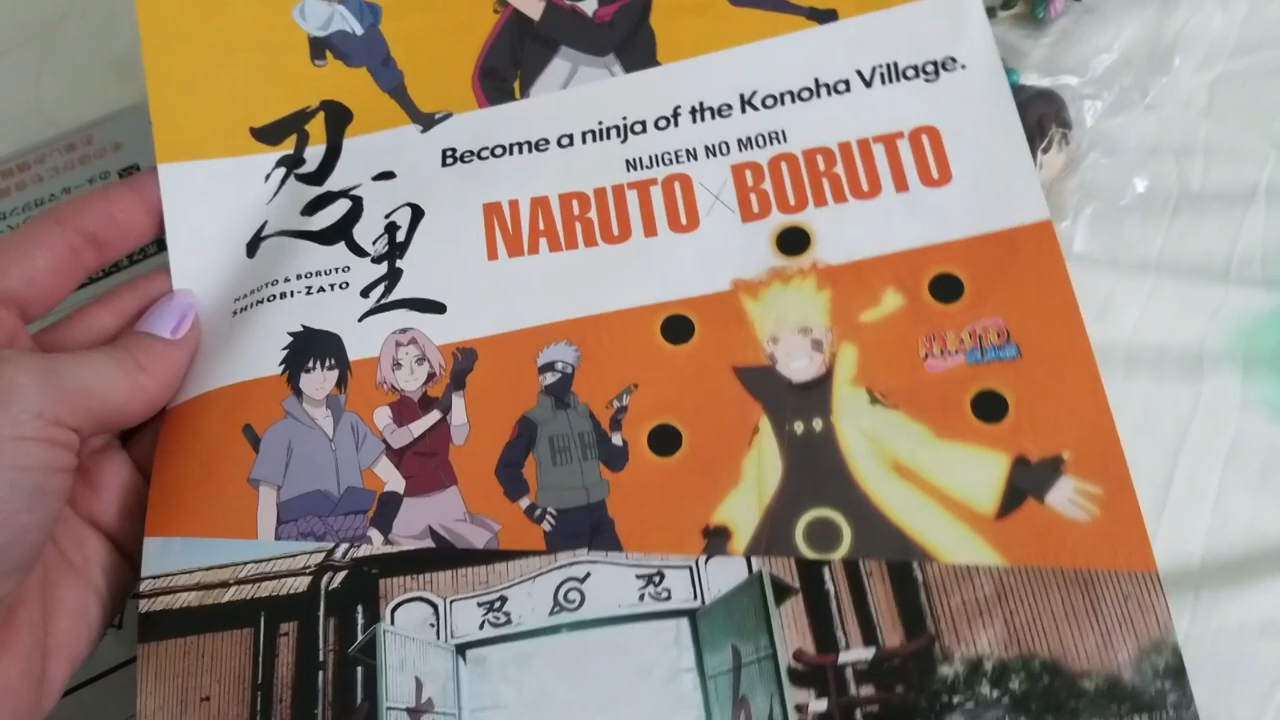 Become a ninja of the Konoha Village.
NIJIGEN NO MORI
NARUTO×BORUTO
忍里
NARUTO & BORUTO
SHINOBI-ZATO
NARUTO
忍 忍